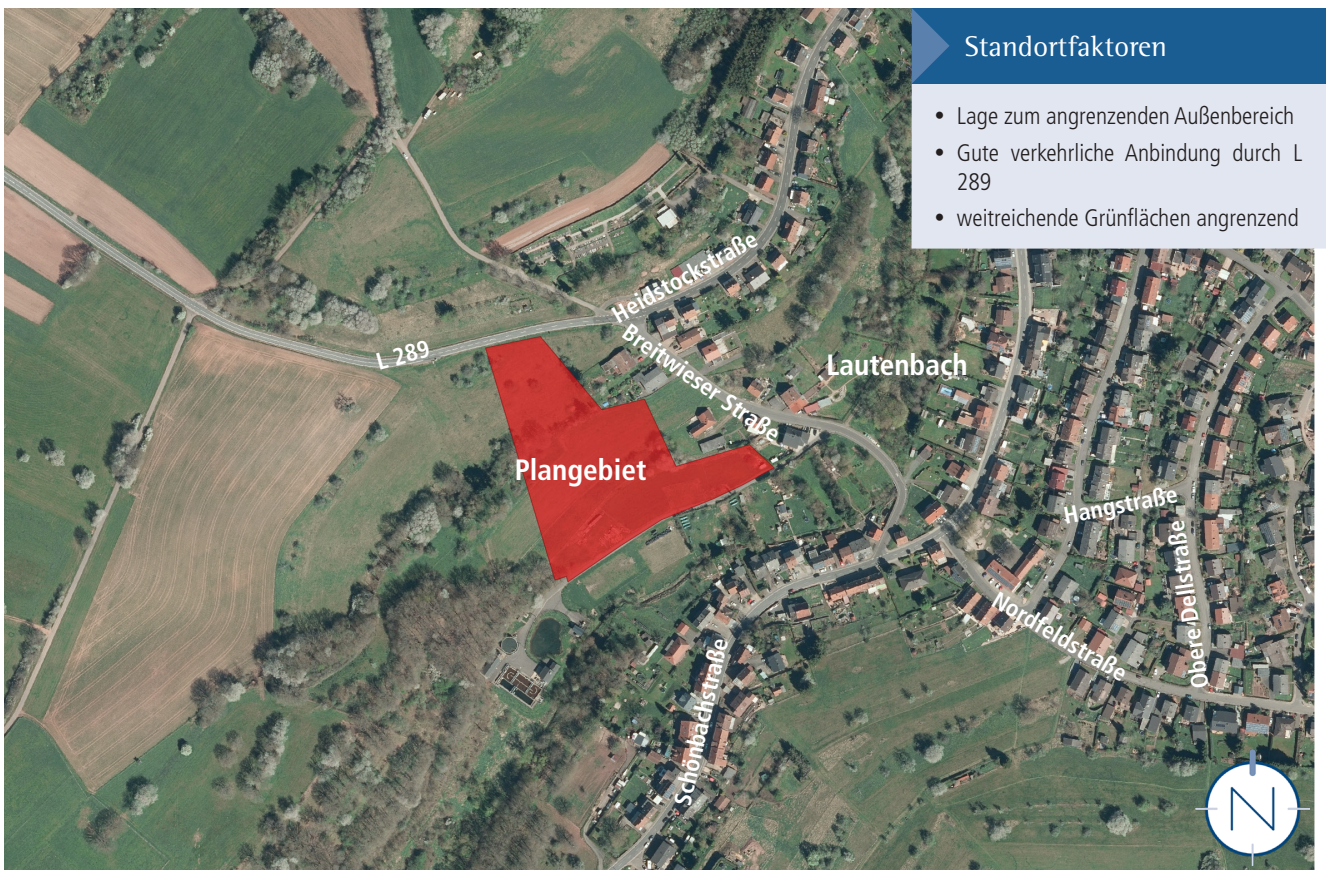 Standortfaktoren
• Lage zum angrenzenden Außenbereich
• Gute verkehrliche Anbindung durch L
289
• weitreichende Grünflächen angrenzend
Heidstockstraße
L 289
Breitwieser Straße
Lautenbach
Plangebiet
Hangstraße
Obere Dellstraße
Nordfeldstraße
Schönbachstraße
N